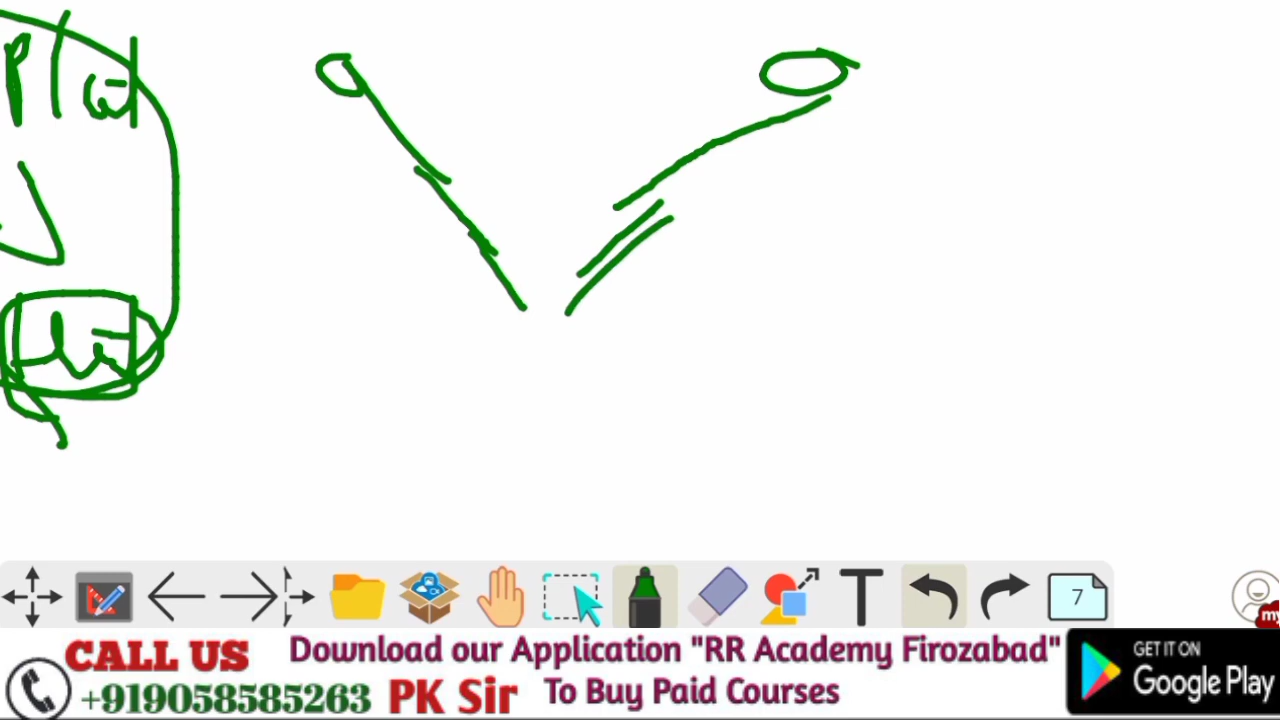 7
my
CALL US
+919058585263 PK Sir
Download our Application "RR Academy Firozabad"
To Buy Paid Courses
GET IT ON
Google Play